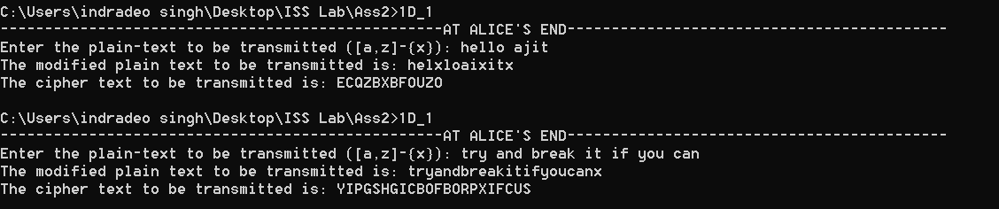 C:\Users\indradeo singh\Desktop\ISS Lab\Ass2>1D_1
--------------------------------------------------AT ALICE'S END-------------------------------------------
Enter the plain-text to be transmitted ([a,z]-{x}): hello ajit
The modified plain text to be transmitted is: helxloaixitx
The cipher text to be transmitted is: ECQZBXBFOUZO
C:\Users\indradeo singh\Desktop\ISS Lab\Ass2>1D_1
--------------------------------------------------AT ALICE'S END-------------------------------------------
Enter the plain-text to be transmitted ([a,z]-{x}): try and break it if you can
The modified plain text to be transmitted is: tryandbreakitifyoucanx
The cipher text to be transmitted is: YIPGSHGICBOFBORPXIFCUS